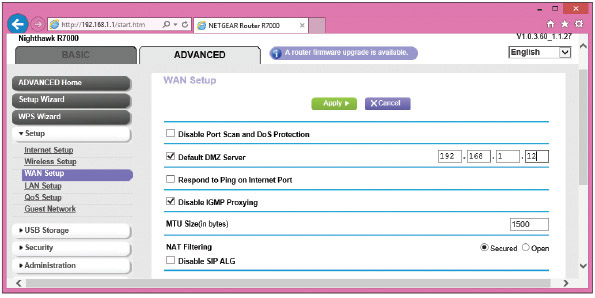 http://192.168.1.1/start.htm
NETGEAR Router R7000
Nighthawk R7000
V1.0.3.60_1.1.27
BASIC
ADVANCED
A router firmware upgrade is available.
English
ADVANCED Home
Setup Wizard
WPS Wizard
Setup
Internet Setup
Wireless Setup
WAN Setup
LAN Setup
QoS Setup
Guest Network
USB Storage
Security
Administration
WAN Setup
Apply
Cancel
Disable Port Scan and DoS Protection
Default DMZ Server 192 . 168 . 1 . 12
Respond to Ping on Internet Port
Disable IGMP Proxying
MTU Size(in bytes) 1500
NAT Filtering Secured Open
Disable SIP ALG